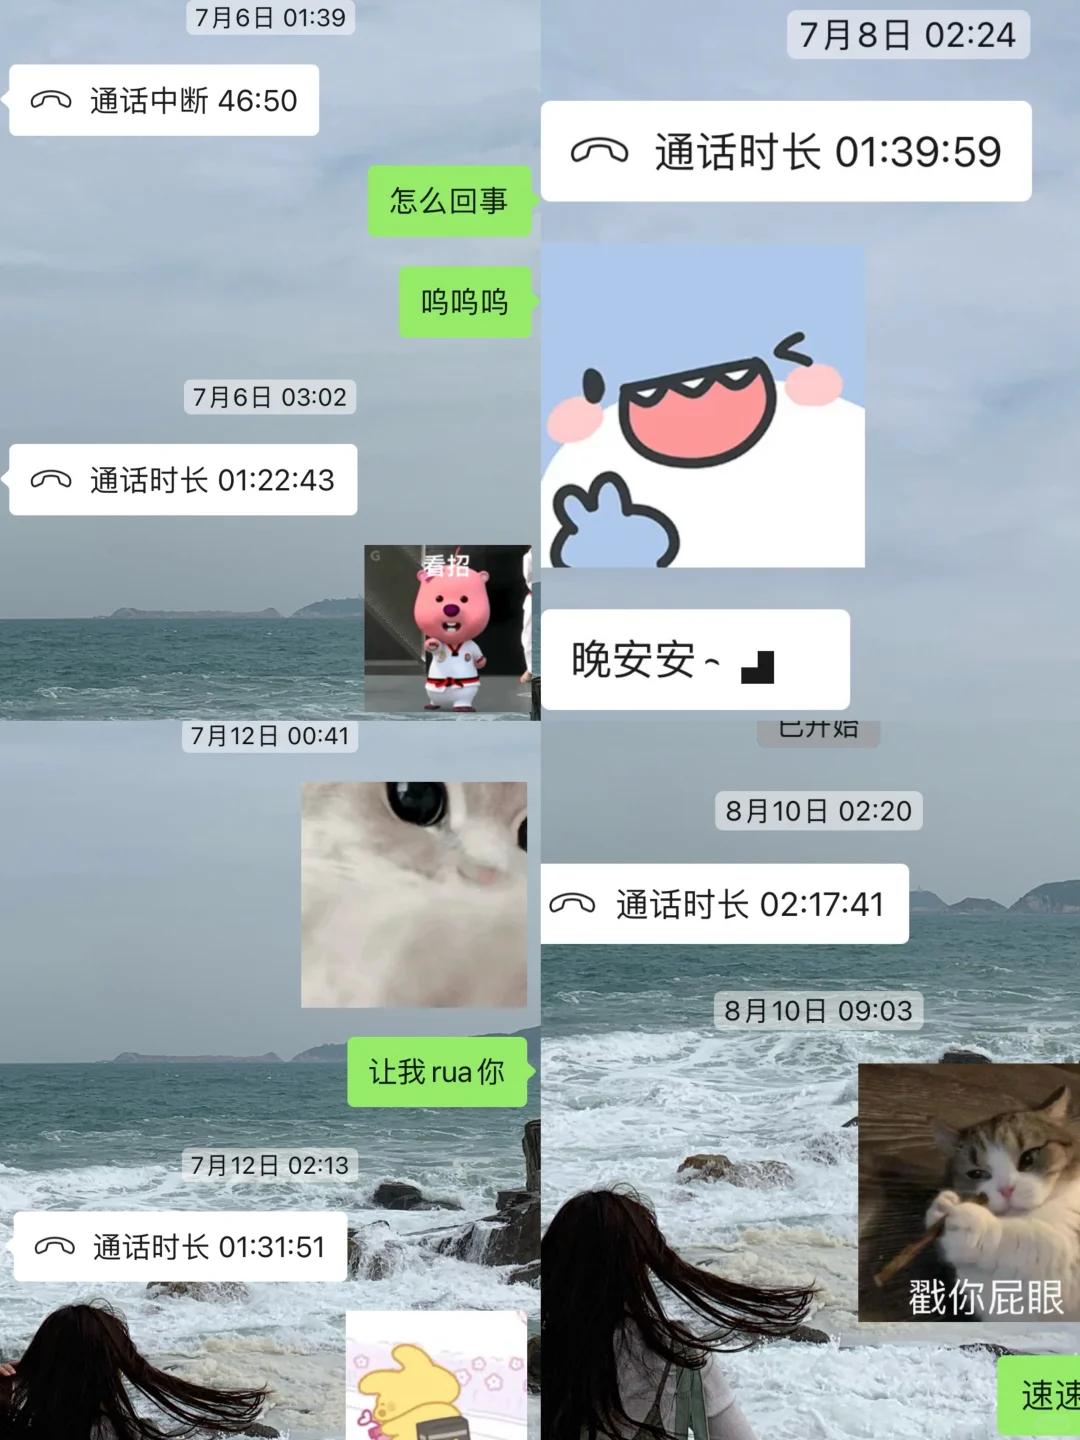 7月6日 01:39
通话中断 46:50
怎么回事
呜呜呜
7月6日 03:02
通话时长 01:22:43
G
看招
7月8日 02:24
通话时长 01:39:59
晚安安~
7月12日 00:41
让我rua你
7月12日 02:13
通话时长 01:31:51
已开始
8月10日 02:20
通话时长 02:17:41
8月10日 09:03
戳你屁眼
速速